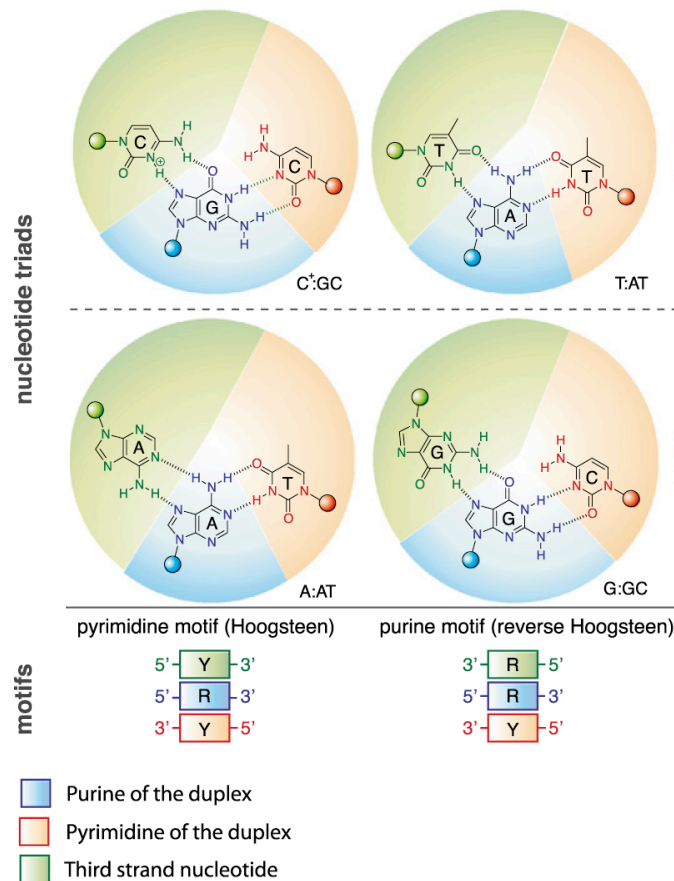 nucleotide triads
C⁺:GC
T:AT
A:AT
G:GC
C
G
C
T
A
T
A
A
T
G
G
C
N
N
O
H
H
H
⊕
O
N
N
N
N
N
H
N
H
H
H
H
N
N
N
O
N
N
O
O
H
N
N
N
N
N
H
H
N
O
H
N
N
O
N
N
N
N
N
H
H
N
N
N
N
N
H
H
O
H
N
N
O
N
N
N
N
O
H
N
H
H
N
N
O
N
H
N
N
H
H
H
H
N
N
N
O
motifs
pyrimidine motif (Hoogsteen)
purine motif (reverse Hoogsteen)
5’ Y 3’
5’ R 3’
3’ Y 5’
3’ R 5’
5’ R 3’
3’ Y 5’
Purine of the duplex
Pyrimidine of the duplex
Third strand nucleotide